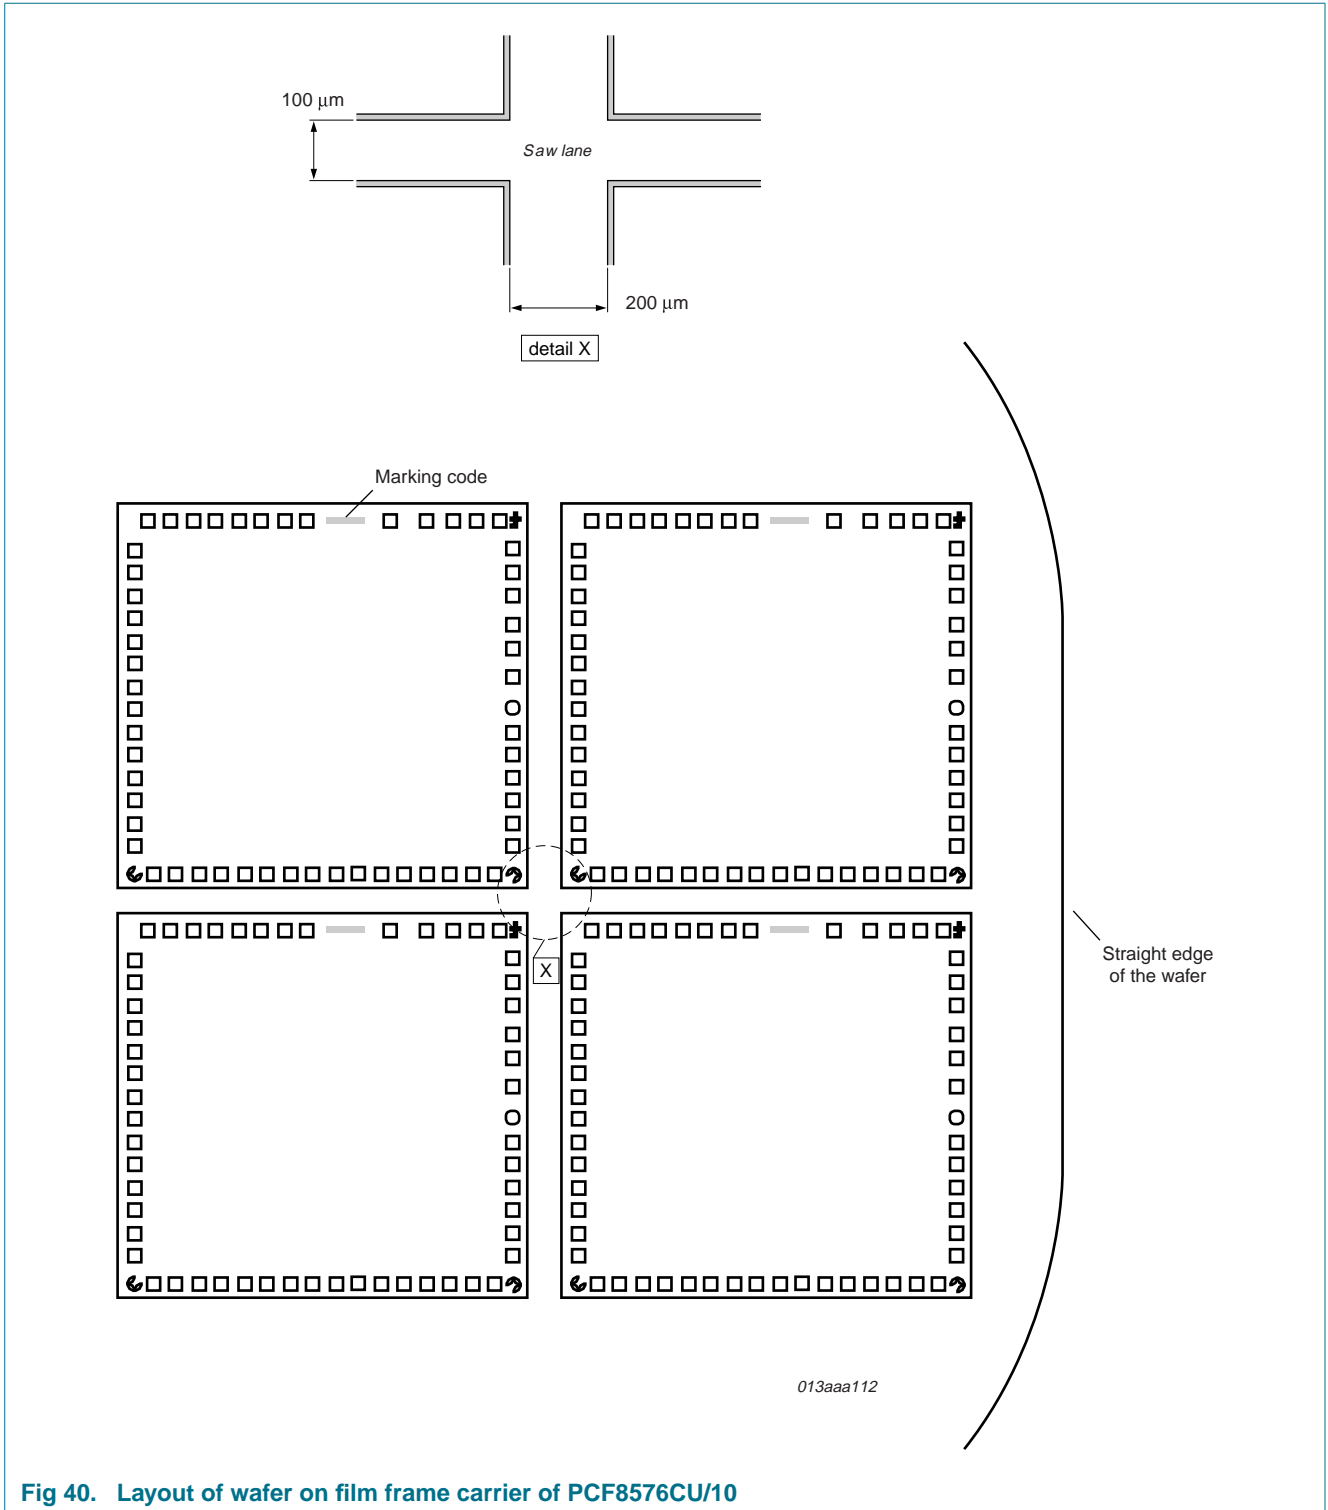 100 μm
Saw lane
200 μm
detail X
Marking code
X
Straight edge
of the wafer
013aaa112
Fig 40. Layout of wafer on film frame carrier of PCF8576CU/10